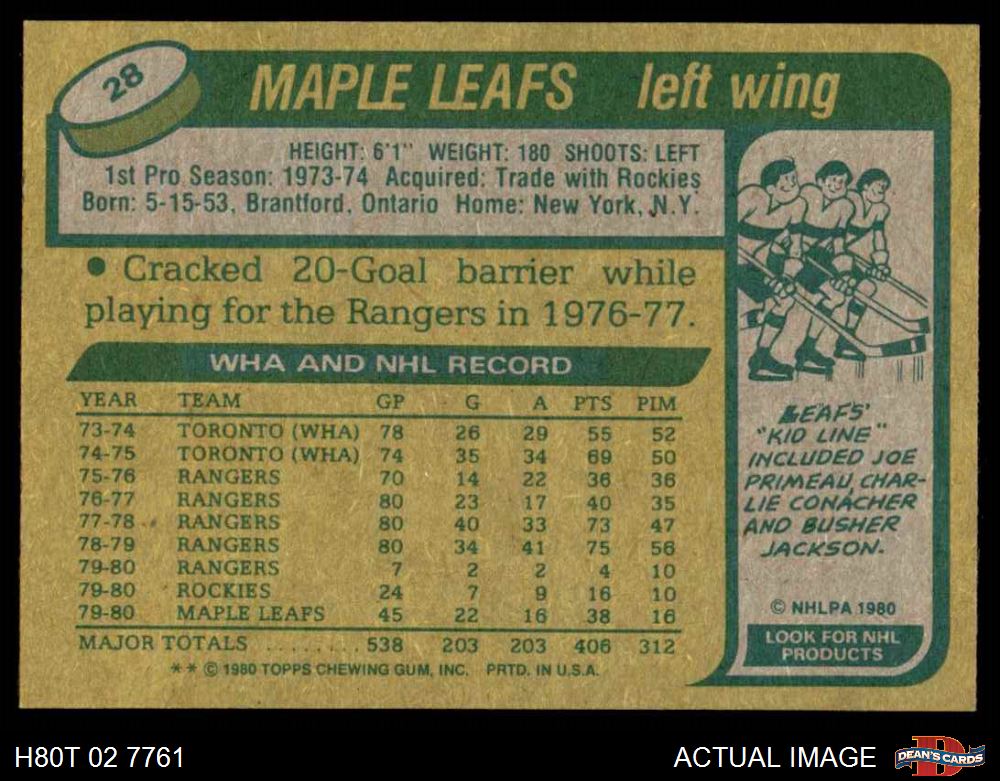 28
MAPLE LEAFS left wing
HEIGHT: 6'1" WEIGHT: 180 SHOOTS: LEFT
1st Pro Season: 1973-74 Acquired: Trade with Rockies
Born: 5-15-53, Brantford, Ontario Home: New York, N.Y.
• Cracked 20-Goal barrier while
playing for the Rangers in 1976-77.
WHA AND NHL RECORD
YEAR TEAM GP G A PTS PIM
73-74 TORONTO (WHA) 78 26 29 55 52
74-75 TORONTO (WHA) 74 35 34 69 50
75-76 RANGERS 70 14 22 36 36
76-77 RANGERS 80 23 17 40 35
77-78 RANGERS 80 40 33 73 47
78-79 RANGERS 80 34 41 75 56
79-80 RANGERS 7 2 2 4 10
79-80 ROCKIES 24 7 9 16 10
79-80 MAPLE LEAFS 45 22 16 38 16
MAJOR TOTALS ......... 538 203 203 406 312
** © 1980 TOPPS CHEWING GUM, INC. PRTD. IN U.S.A.
LEAFS'
"KID LINE"
INCLUDED JOE
PRIMEAU, CHAR-
LIE CONACHER
AND BUSHER
JACKSON.
© NHLPA 1980
LOOK FOR NHL
PRODUCTS
H80T 02 7761
ACTUAL IMAGE
D
DEAN'S CARDS